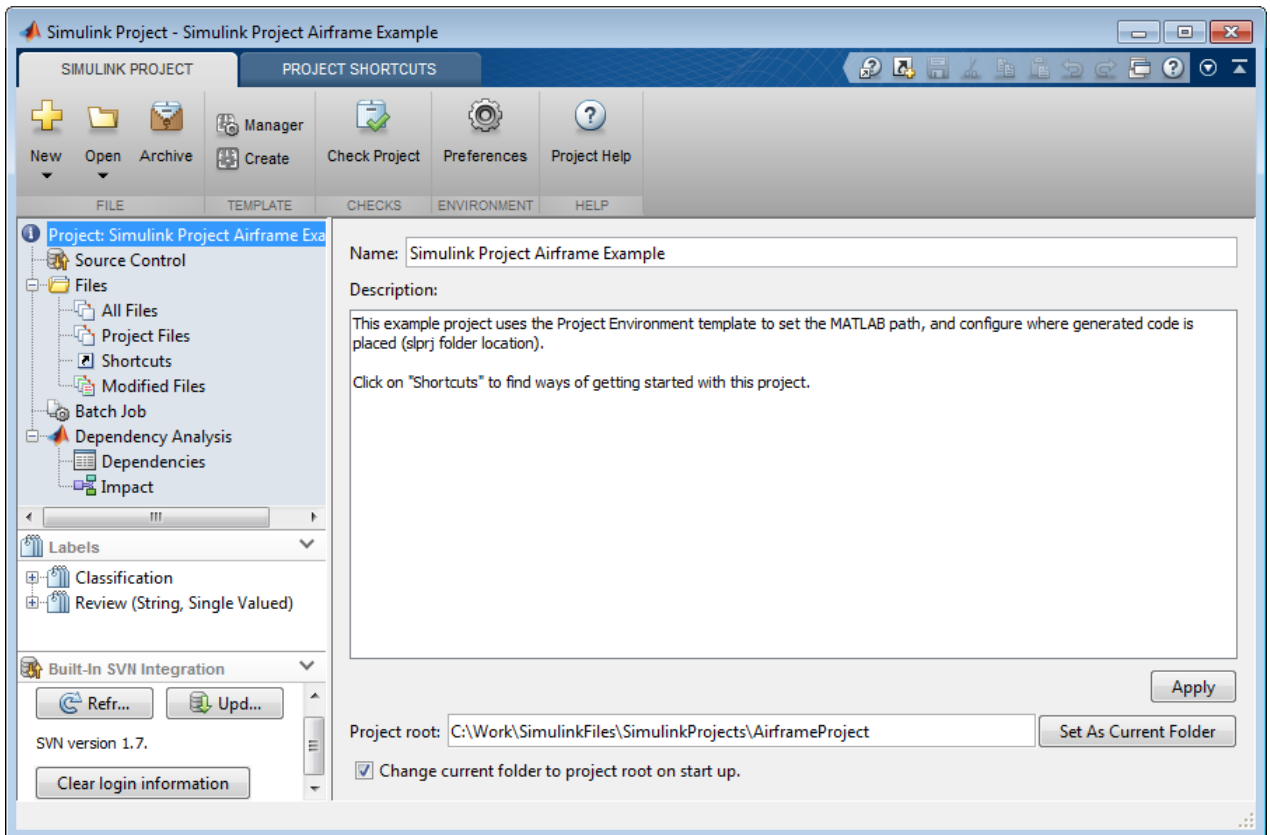 Simulink Project - Simulink Project Airframe Example
SIMULINK PROJECT
PROJECT SHORTCUTS
New
Open
Archive
Manager
Create
Check Project
Preferences
Project Help
FILE
TEMPLATE
CHECKS
ENVIRONMENT
HELP
Project: Simulink Project Airframe Exa
Source Control
Files
All Files
Project Files
Shortcuts
Modified Files
Batch Job
Dependency Analysis
Dependencies
Impact
Labels
Classification
Review (String, Single Valued)
Built-In SVN Integration
Refr...
Upd...
SVN version 1.7.
Clear login information
Name: Simulink Project Airframe Example
Description:
This example project uses the Project Environment template to set the MATLAB path, and configure where generated code is
placed (slprj folder location).
Click on "Shortcuts" to find ways of getting started with this project.
Apply
Project root: C:\Work\SimulinkFiles\SimulinkProjects\AirframeProject
Set As Current Folder
Change current folder to project root on start up.